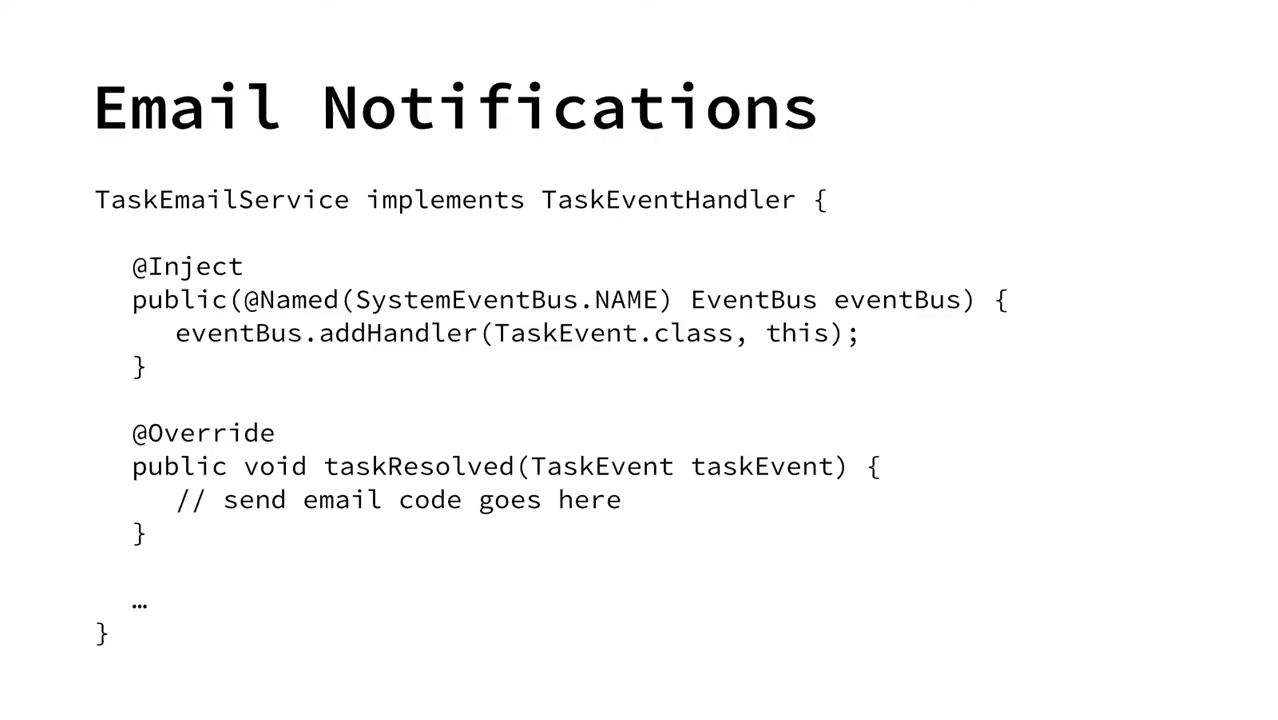 Email Notifications
TaskEmailService implements TaskEventHandler {
@Inject
public(@Named(SystemEventBus.NAME) EventBus eventBus) {
eventBus.addHandler(TaskEvent.class, this);
}
@Override
public void taskResolved(TaskEvent taskEvent) {
// send email code goes here
}
…
}